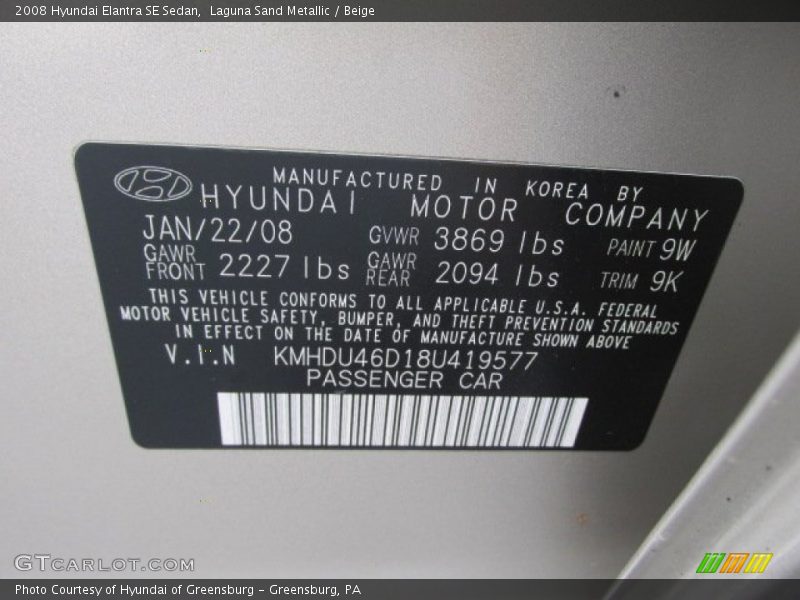 2008 Hyundai Elantra SE Sedan,  Laguna Sand Metallic / Beige
MANUFACTURED IN KOREA BY
HYUNDAI MOTOR COMPANY
JAN/22/08 GVWR 3869 lbs PAINT 9W
GAWR FRONT 2227 lbs GAWR REAR 2094 lbs TRIM 9K
THIS VEHICLE CONFORMS TO ALL APPLICABLE U.S.A. FEDERAL
MOTOR VEHICLE SAFETY, BUMPER, AND THEFT PREVENTION STANDARDS
IN EFFECT ON THE DATE OF MANUFACTURE SHOWN ABOVE
V.I.N KMHDU46D18U419577
PASSENGER CAR
GTCARLOT.COM
Photo Courtesy of Hyundai of Greensburg - Greensburg, PA